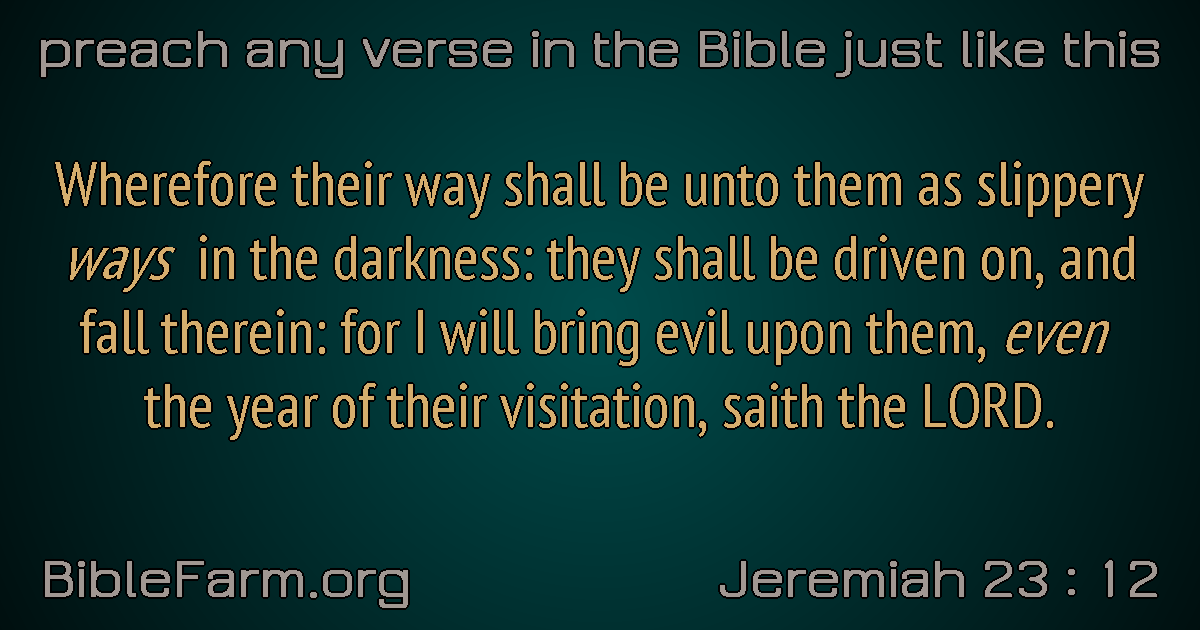 preach any verse in the Bible just like this
Wherefore their way shall be unto them as slippery
ways in the darkness: they shall be driven on, and
fall therein: for I will bring evil upon them, even
the year of their visitation, saith the LORD.
BibleFarm.org
Jeremiah 23 : 12